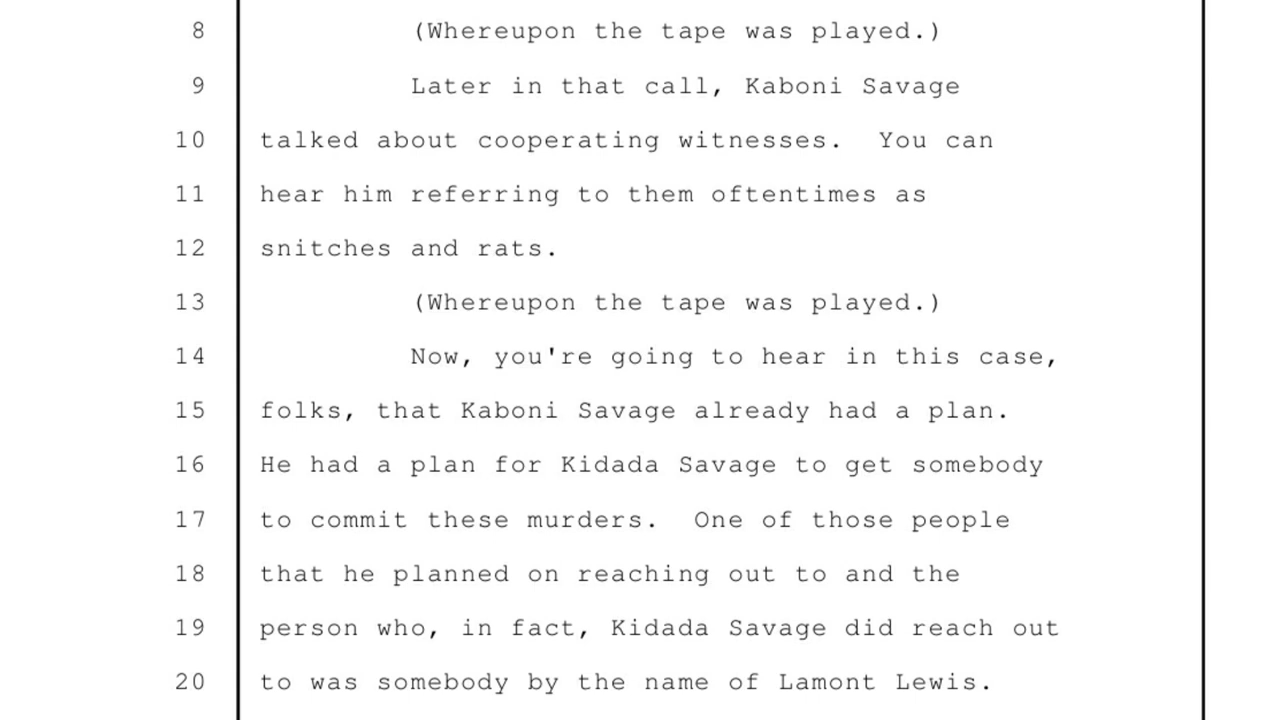 8 (Whereupon the tape was played.)
9 Later in that call, Kaboni Savage
10 talked about cooperating witnesses. You can
11 hear him referring to them oftentimes as
12 snitches and rats.
13 (Whereupon the tape was played.)
14 Now, you're going to hear in this case,
15 folks, that Kaboni Savage already had a plan.
16 He had a plan for Kidada Savage to get somebody
17 to commit these murders. One of those people
18 that he planned on reaching out to and the
19 person who, in fact, Kidada Savage did reach out
20 to was somebody by the name of Lamont Lewis.